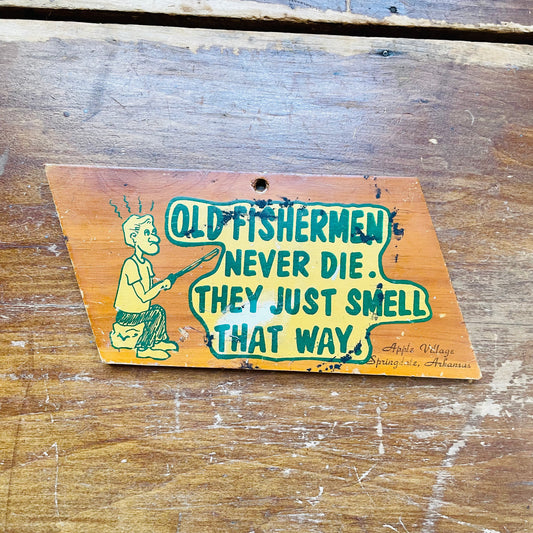 OLD FISHERMEN
NEVER DIE.
THEY JUST SMELL
THAT WAY.
Apple Village
Springdale, Arkansas